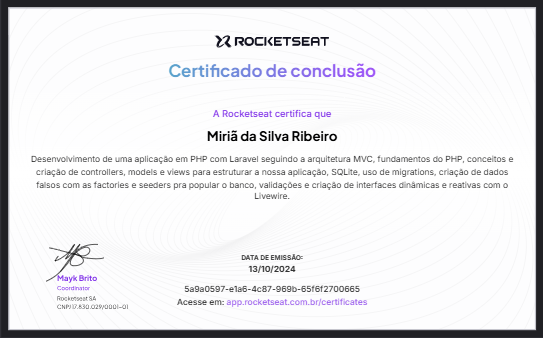 ROCKETSEAT
Certificado de conclusão
A Rocketseat certifica que
Miriã da Silva Ribeiro
Desenvolvimento de uma aplicação em PHP com Laravel seguindo a arquitetura MVC, fundamentos do PHP, conceitos e
criação de controllers, models e views para estruturar a nossa aplicação, SQLite, uso de migrations, criação de dados
falsos com as factories e seeders pra popular o banco, validações e criação de interfaces dinâmicas e reativas com o
Livewire.
Mayk Brito
Coordinator
Rocketseat SA
CNPJ 17.830.029/0001-01
DATA DE EMISSÃO:
13/10/2024
5a9a0597-e1a6-4c87-969b-65f6f2700665
Acesse em: app.rocketseat.com.br/certificates